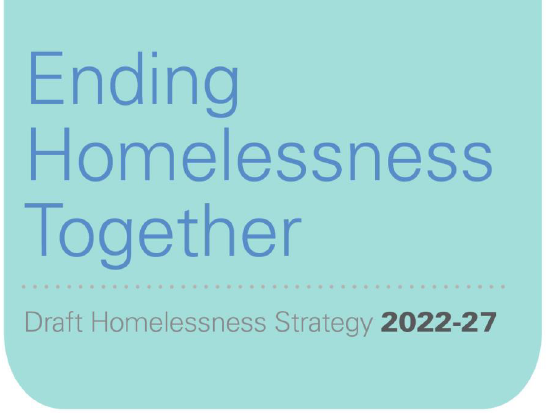 Ending
Homelessness
Together
Draft Homelessness Strategy 2022-27